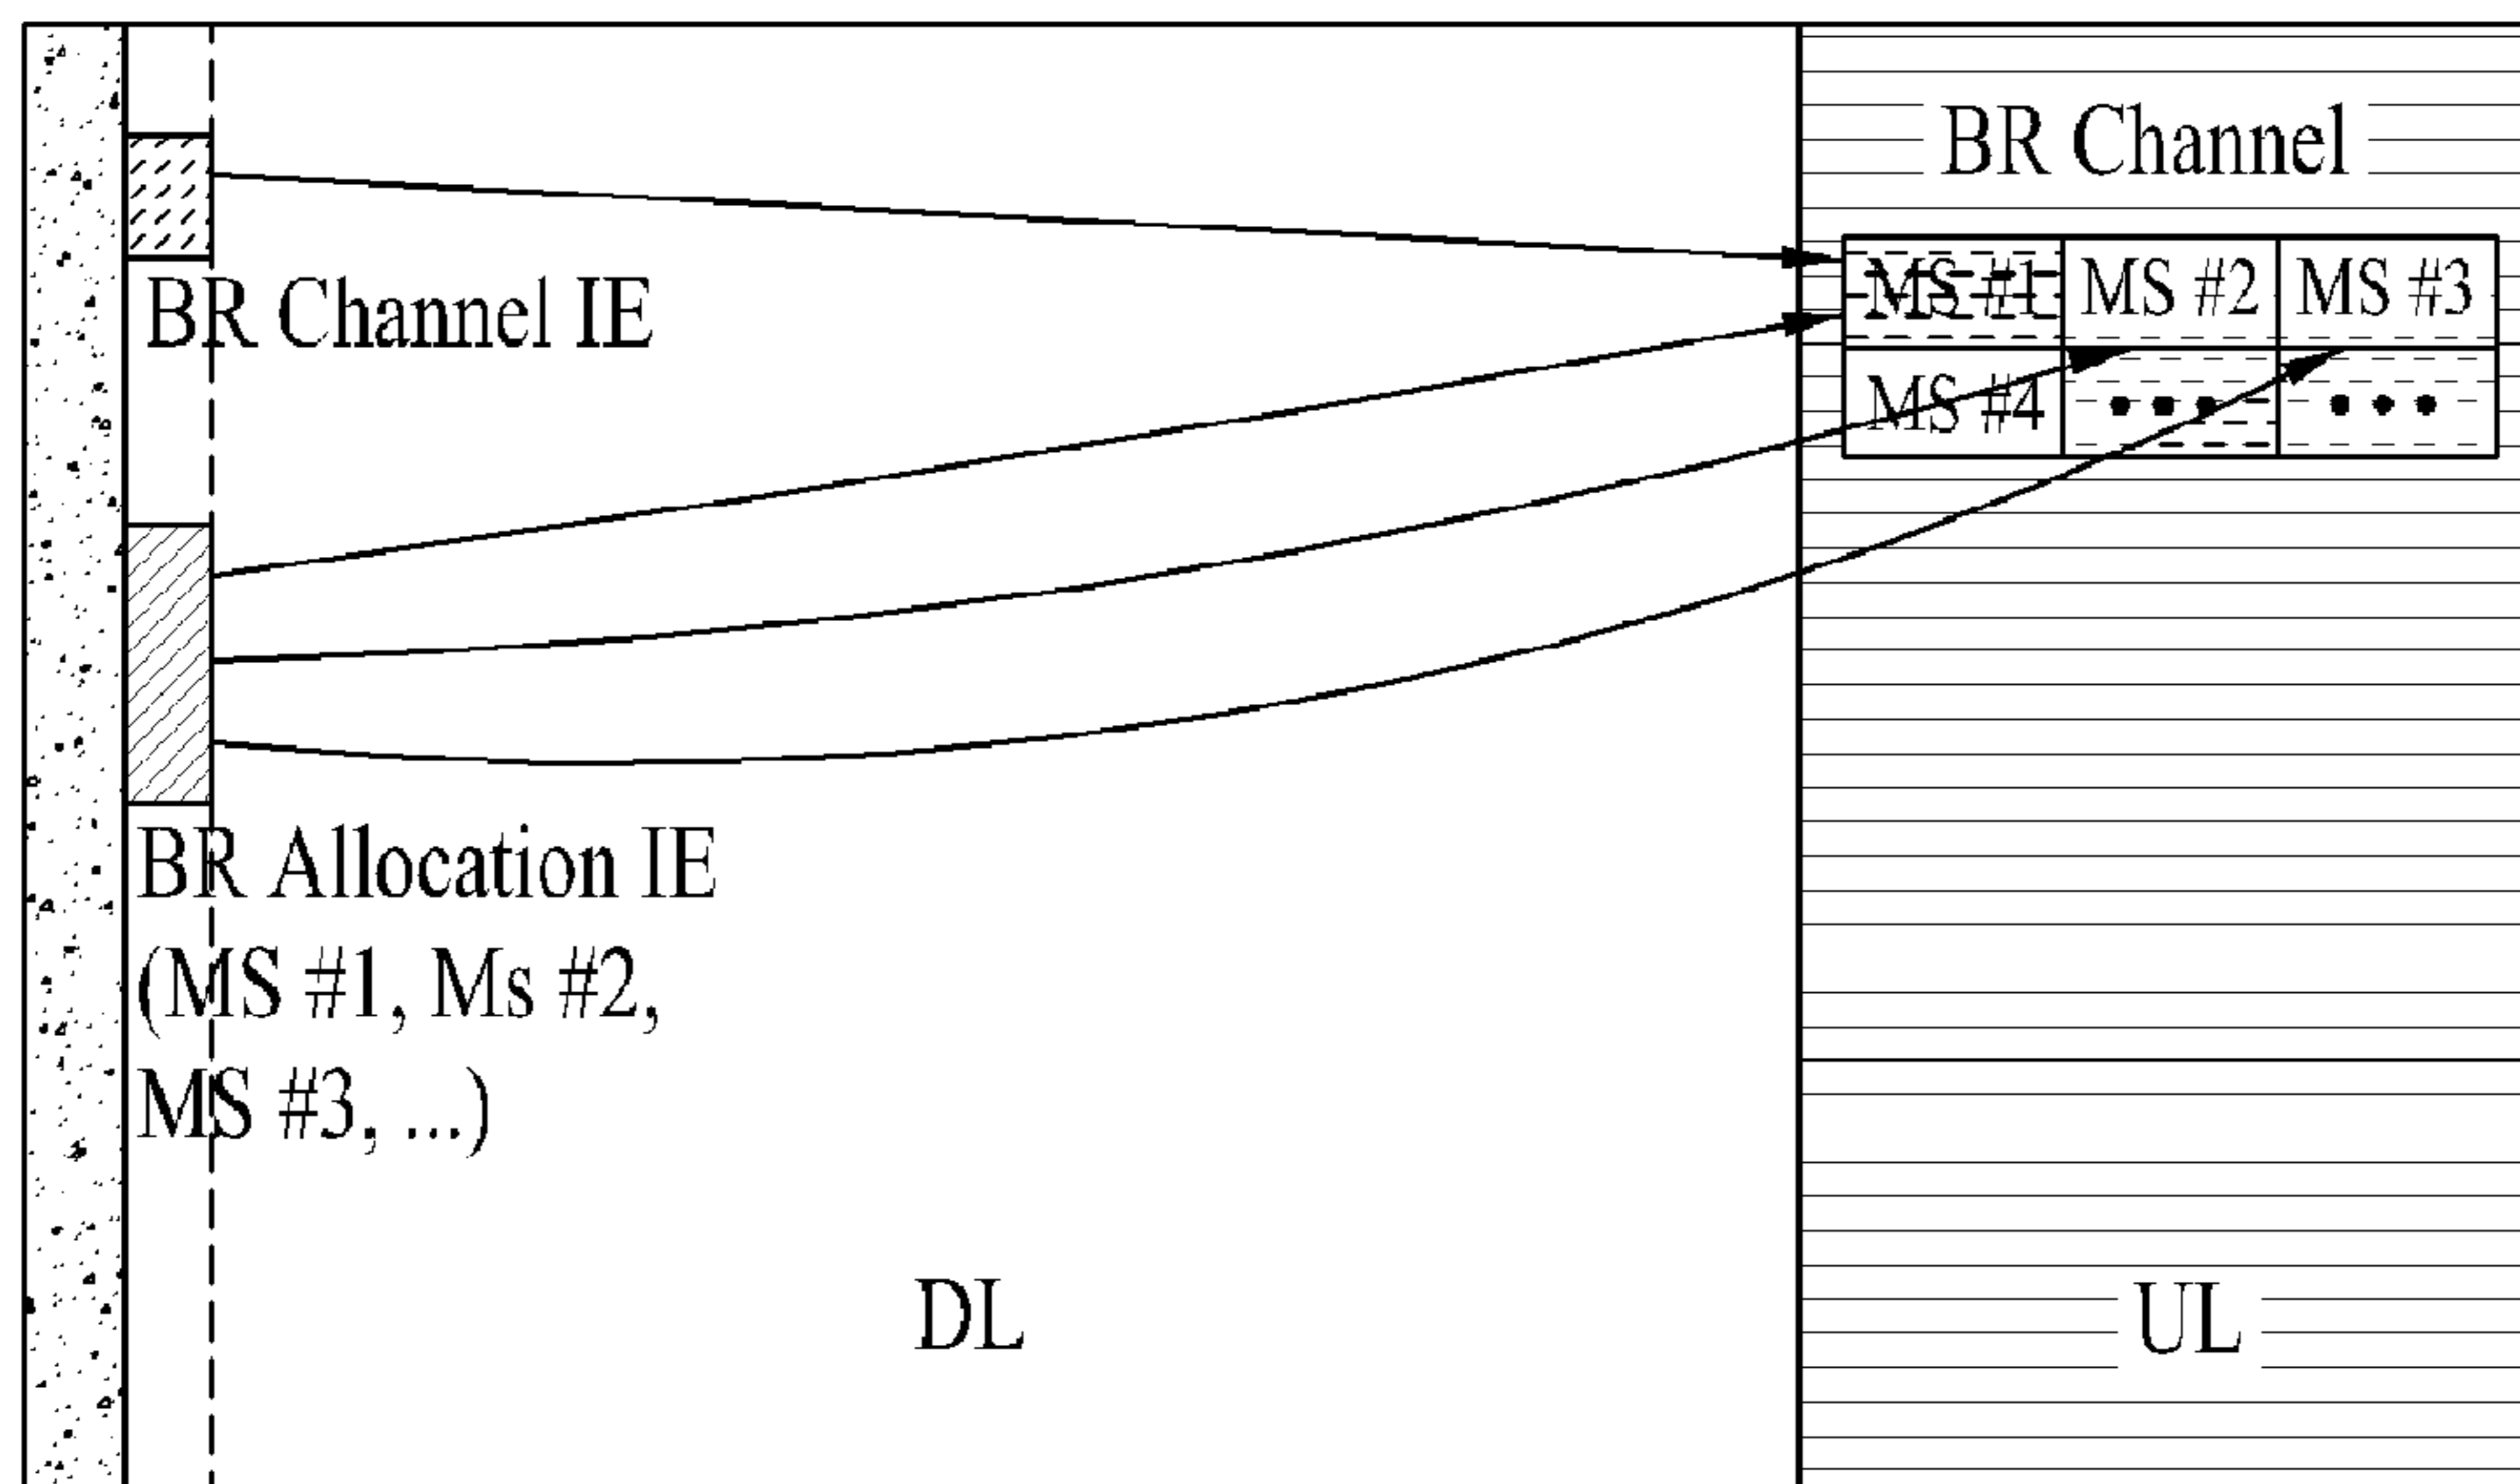 BR Channel
MS #1 MS #2 MS #3
MS #4 • • • • • •
BR Channel IE
BR Allocation IE
(MS #1, Ms #2,
MS #3, ...)
DL
UL